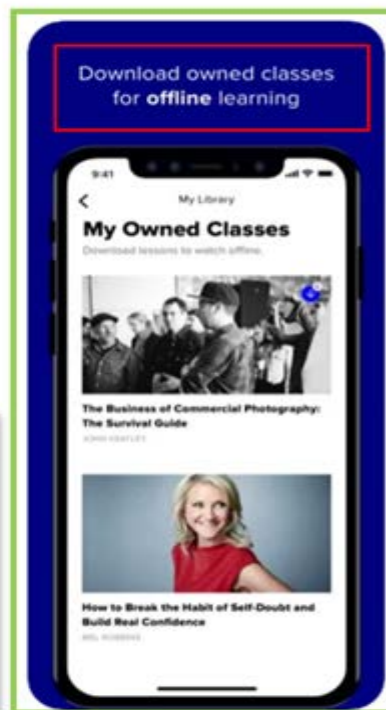 Download owned classes
for offline learning
9:41
My Library
My Owned Classes
Download lessons to watch offline.
The Business of Commercial Photography:
The Survival Guide
JOHN KEATLEY
How to Break the Habit of Self-Doubt and
Build Real Confidence
MEL ROBBINS